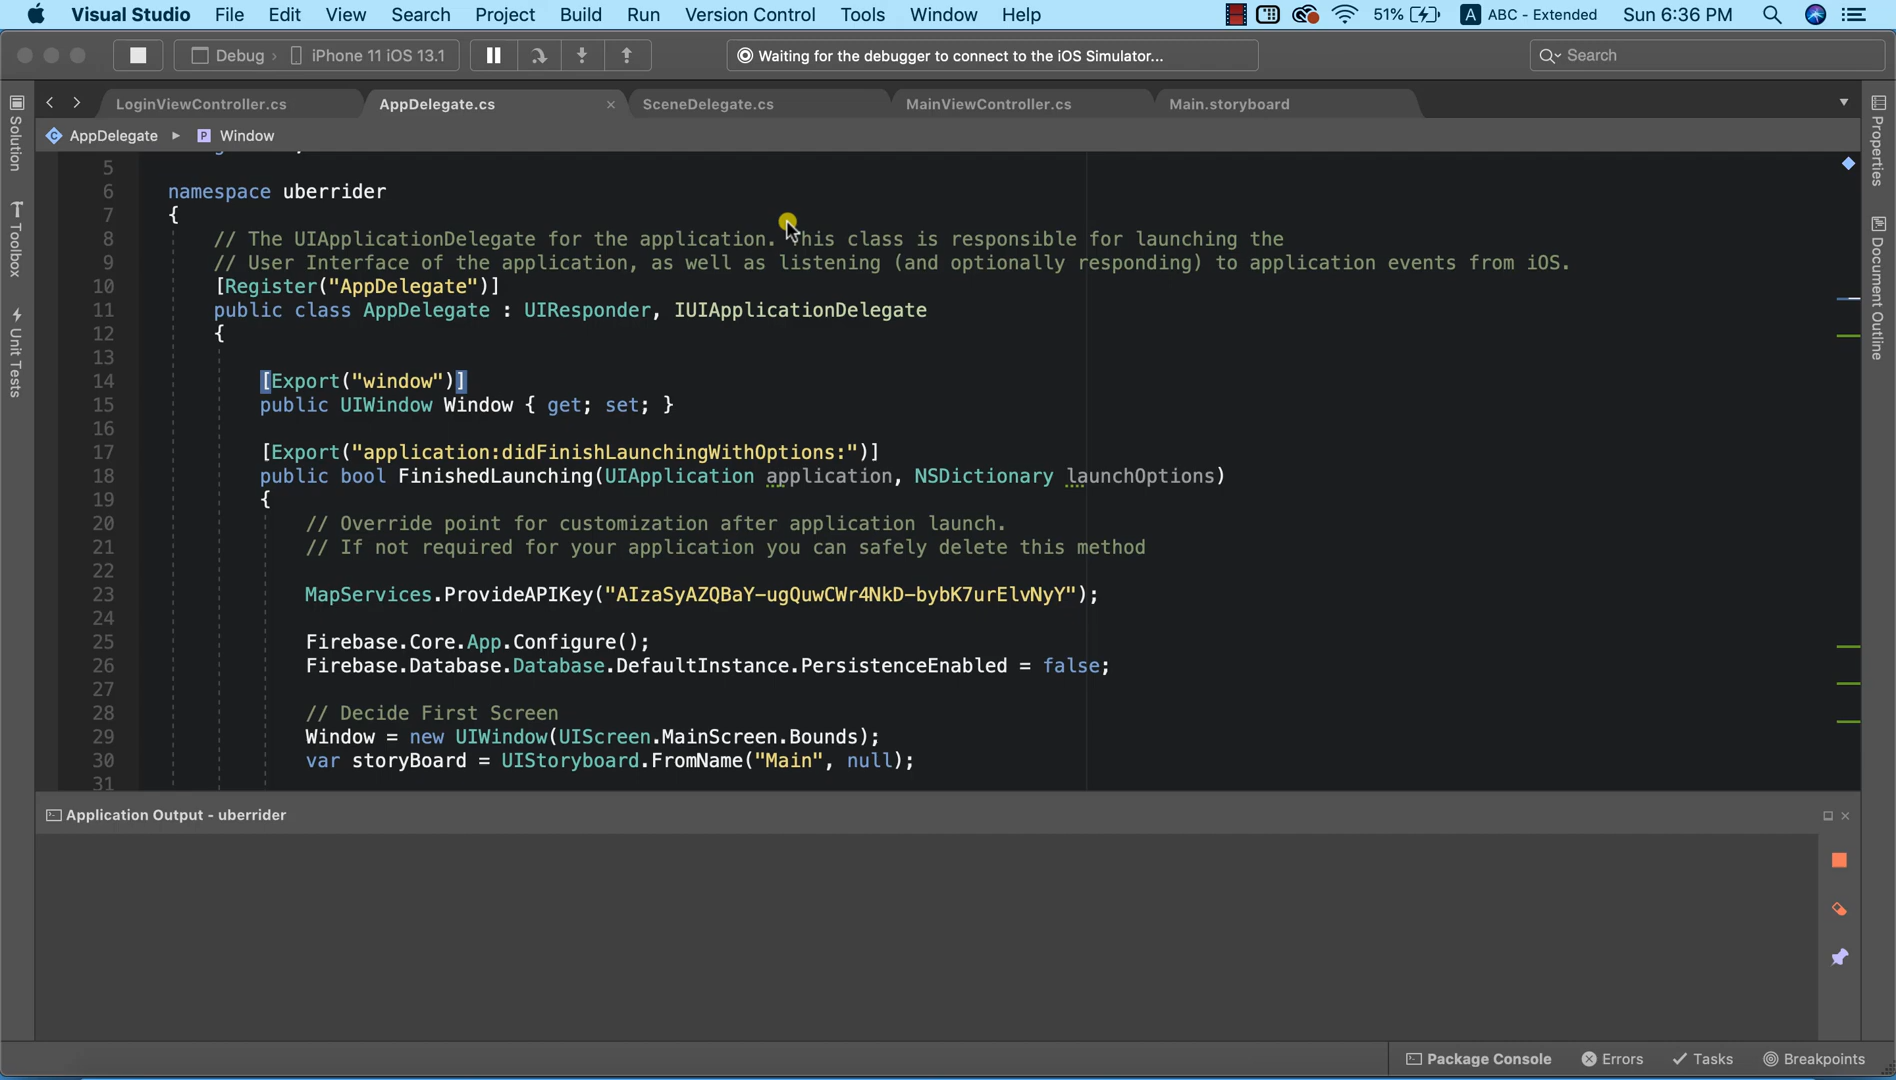 Visual Studio File Edit View Search Project Build Run Version Control Tools Window Help 51% A ABC - Extended Sun 6:36 PM
Debug › iPhone 11 iOS 13.1 Waiting for the debugger to connect to the iOS Simulator... Search
LoginViewController.cs AppDelegate.cs × SceneDelegate.cs MainViewController.cs Main.storyboard
C AppDelegate ▸ P Window
Solution
Toolbox
Unit Tests
Properties
Document Outline
5
6 namespace uberrider
7 {
8 // The UIApplicationDelegate for the application. This class is responsible for launching the
9 // User Interface of the application, as well as listening (and optionally responding) to application events from iOS.
10 [Register("AppDelegate")]
11 public class AppDelegate : UIResponder, IUIApplicationDelegate
12 {
13
14 [Export("window")]
15 public UIWindow Window { get; set; }
16
17 [Export("application:didFinishLaunchingWithOptions:")]
18 public bool FinishedLaunching(UIApplication application, NSDictionary launchOptions)
19 {
20 // Override point for customization after application launch.
21 // If not required for your application you can safely delete this method
22
23 MapServices.ProvideAPIKey("AIzaSyAZQBaY-ugQuwCWr4NkD-bybK7urElvNyY");
24
25 Firebase.Core.App.Configure();
26 Firebase.Database.Database.DefaultInstance.PersistenceEnabled = false;
27
28 // Decide First Screen
29 Window = new UIWindow(UIScreen.MainScreen.Bounds);
30 var storyBoard = UIStoryboard.FromName("Main", null);
31
Application Output - uberrider
Package Console Errors Tasks Breakpoints